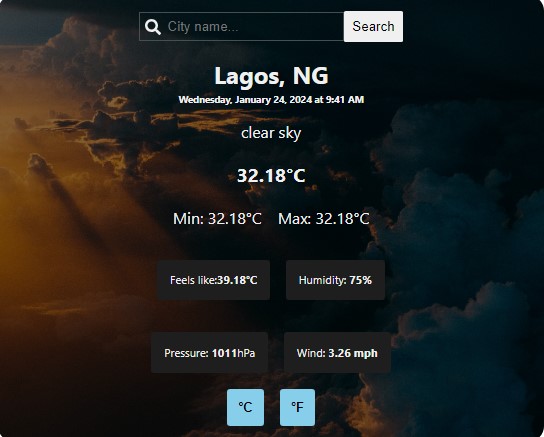 City name... Search
Lagos, NG
Wednesday, January 24, 2024 at 9:41 AM
clear sky
32.18°C
Min: 32.18°C Max: 32.18°C
Feels like:39.18°C Humidity: 75%
Pressure: 1011hPa Wind: 3.26 mph
°C °F